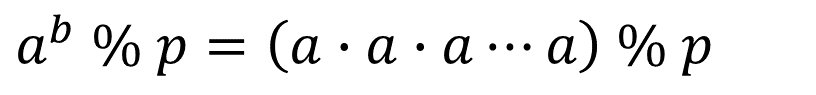 a^b % p = (a · a · a ⋯ a) % p